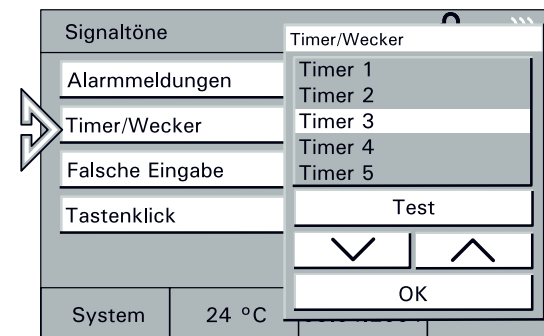 Signaltöne
Alarmmeldungen
Timer/Wecker
Falsche Eingabe
Tastenklick
System
24 °C
Timer/Wecker
Timer 1
Timer 2
Timer 3
Timer 4
Timer 5
Test
OK